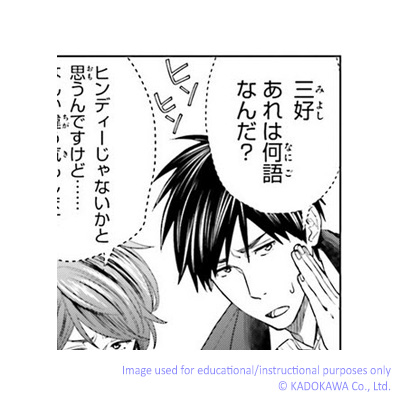 三好
あれは何語
なんだ？
ヒソ
ヒソ
ヒンディーじゃないかと
思うんですけど……
Image used for educational/instructional purposes only
© KADOKAWA Co., Ltd.